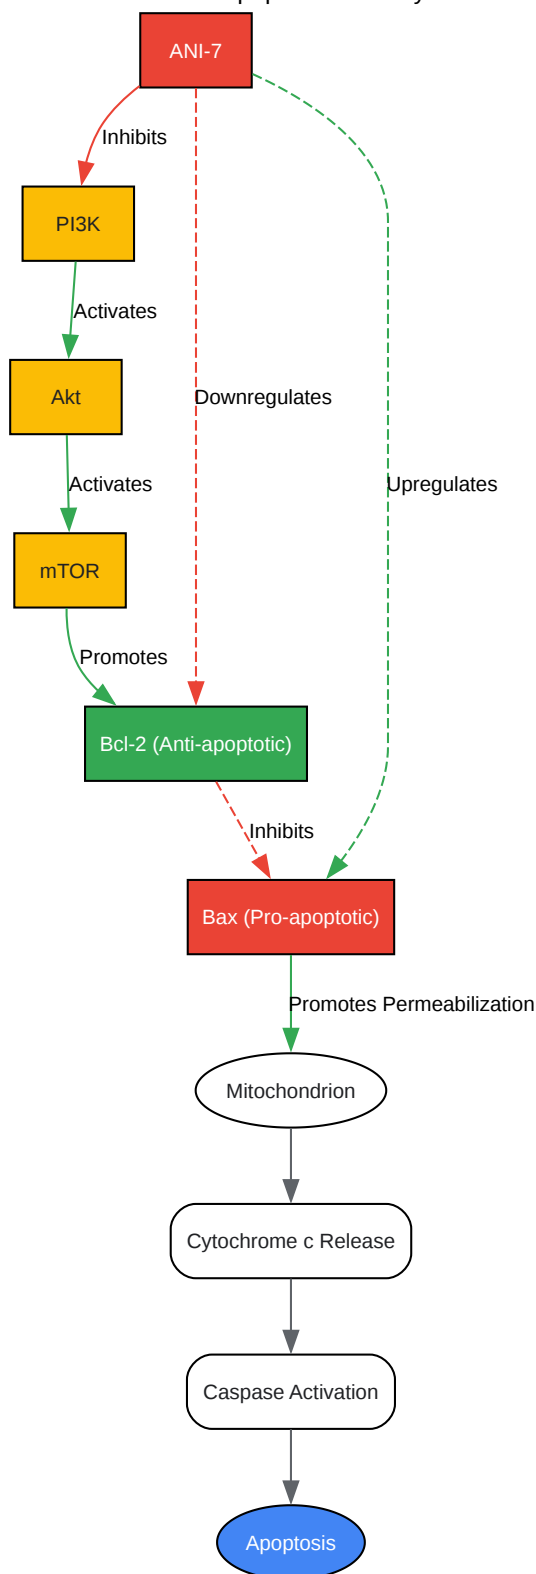 ANI-7
Inhibits
PI3K
Activates
Akt
Downregulates
Activates
Upregulates
mTOR
Promotes
Bcl-2 (Anti-apoptotic)
Inhibits
Bax (Pro-apoptotic)
Promotes Permeabilization
Mitochondrion
Cytochrome c Release
Caspase Activation
Apoptosis